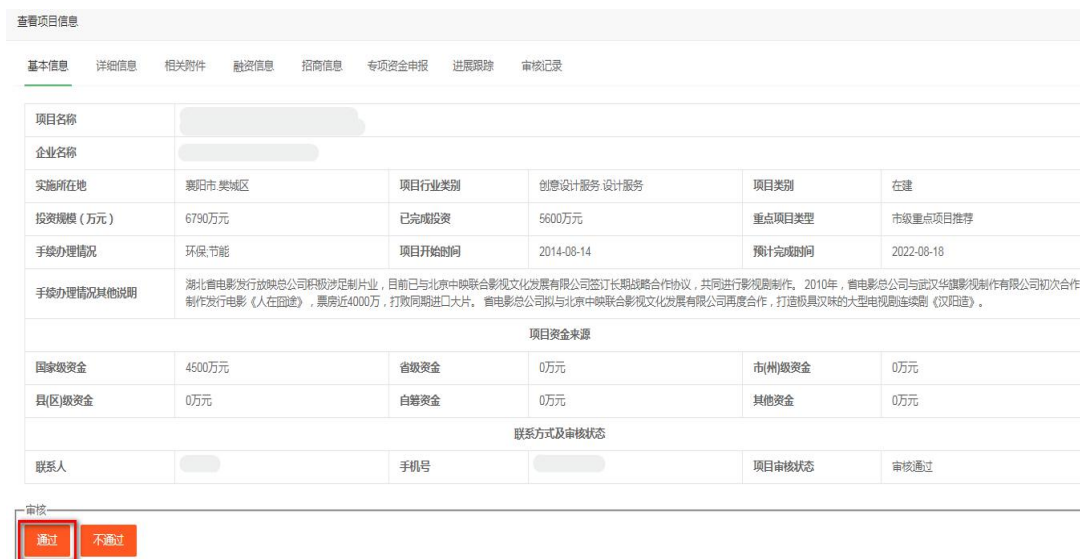 查看项目信息
基本信息 详细信息 相关附件 融资信息 招商信息 专项资金申报 进展跟踪 审核记录
项目名称
企业名称
实施所在地 襄阳市.樊城区 项目行业类别 创意设计服务.设计服务 项目类别 在建
投资规模（万元） 6790万元 已完成投资 5600万元 重点项目类型 市级重点项目推荐
手续办理情况 环保;节能 项目开始时间 2014-08-14 预计完成时间 2022-08-18
手续办理情况其他说明 湖北省电影发行放映总公司积极涉足制片业，目前已与北京中映联合影视文化发展有限公司签订长期战略合作协议，共同进行影视剧制作。 2010年，省电影总公司与武汉华旗影视制作有限公司初次合作
制作发行电影《人在囧途》，票房近4000万，打败同期进口大片。 省电影总公司拟与北京中映联合影视文化发展有限公司再度合作，打造极具汉味的大型电视剧连续剧《汉阳造》。
项目资金来源
国家级资金 4500万元 省级资金 0万元 市(州)级资金 0万元
县(区)级资金 0万元 自筹资金 0万元 其他资金 0万元
联系方式及审核状态
联系人 手机号 项目审核状态 审核通过
审核
通过 不通过